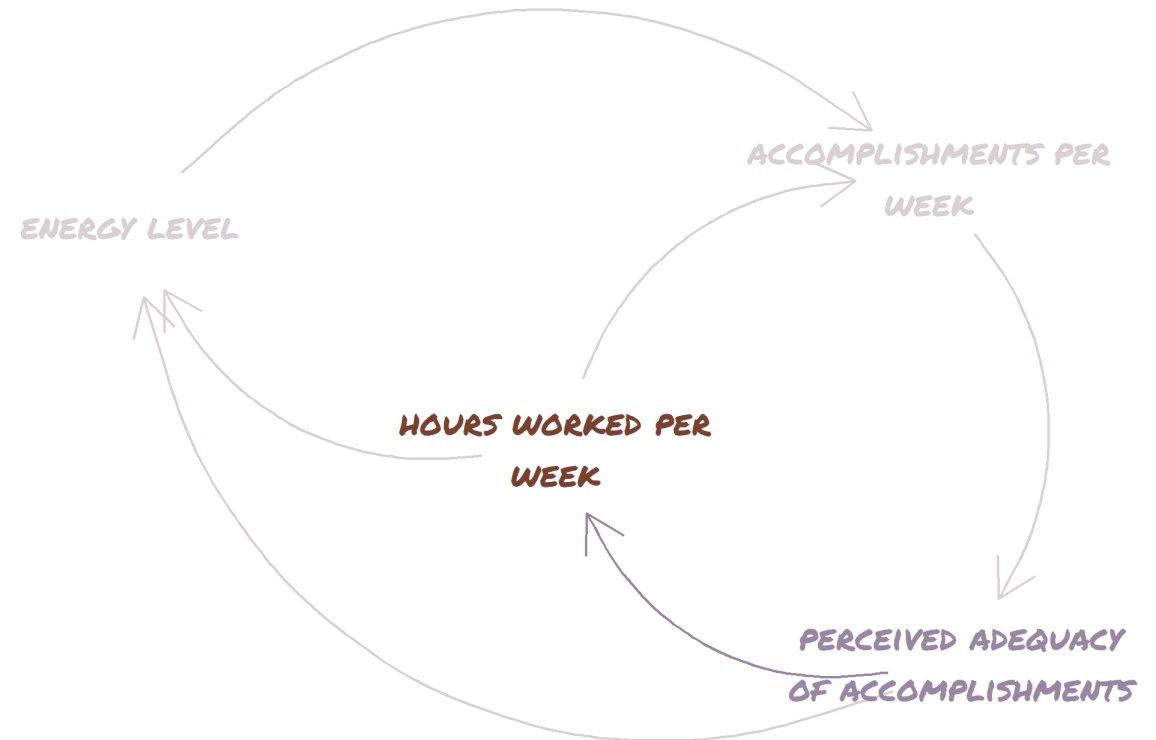 ACCOMPLISHMENTS PER
WEEK
ENERGY LEVEL
HOURS WORKED PER
WEEK
PERCEIVED ADEQUACY
OF ACCOMPLISHMENTS